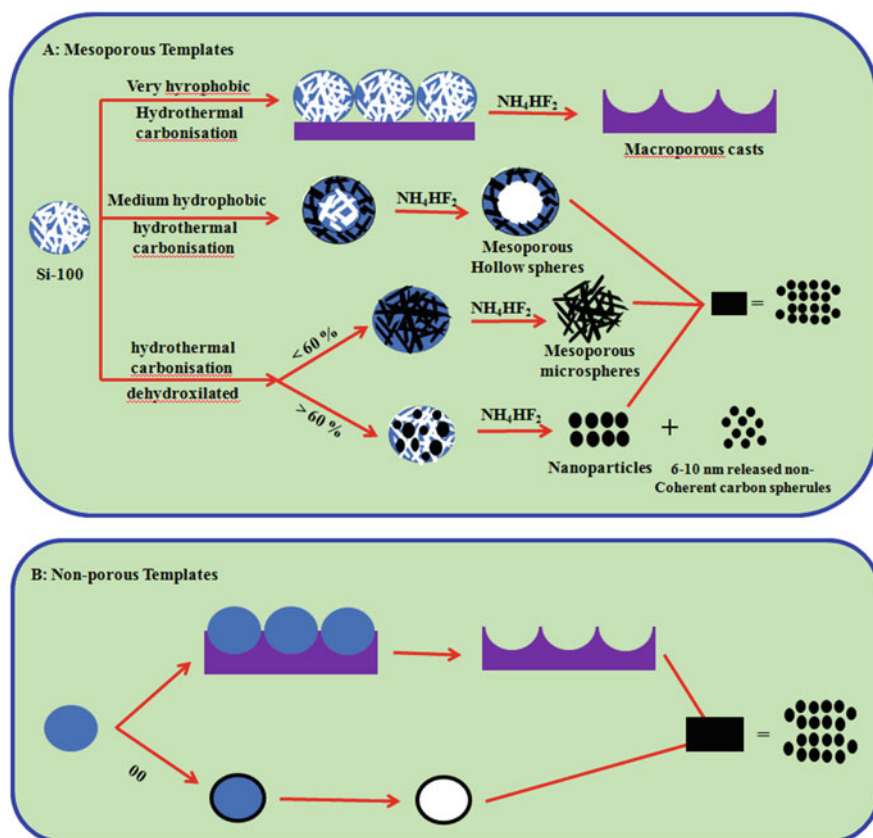 A: Mesoporous Templates
Very hyrophobic
Hydrothermal
carbonisation
NH₄HF₂
Macroporous casts
Si-100
Medium hydrophobic
hydrothermal
carbonisation
NH₄HF₂
Mesoporous
Hollow spheres
hydrothermal
carbonisation
dehydroxilated
< 60 %
NH₄HF₂
Mesoporous
microspheres
=
> 60 %
NH₄HF₂
Nanoparticles
+
6-10 nm released non-
Coherent carbon spherules
B: Non-porous Templates
00
=